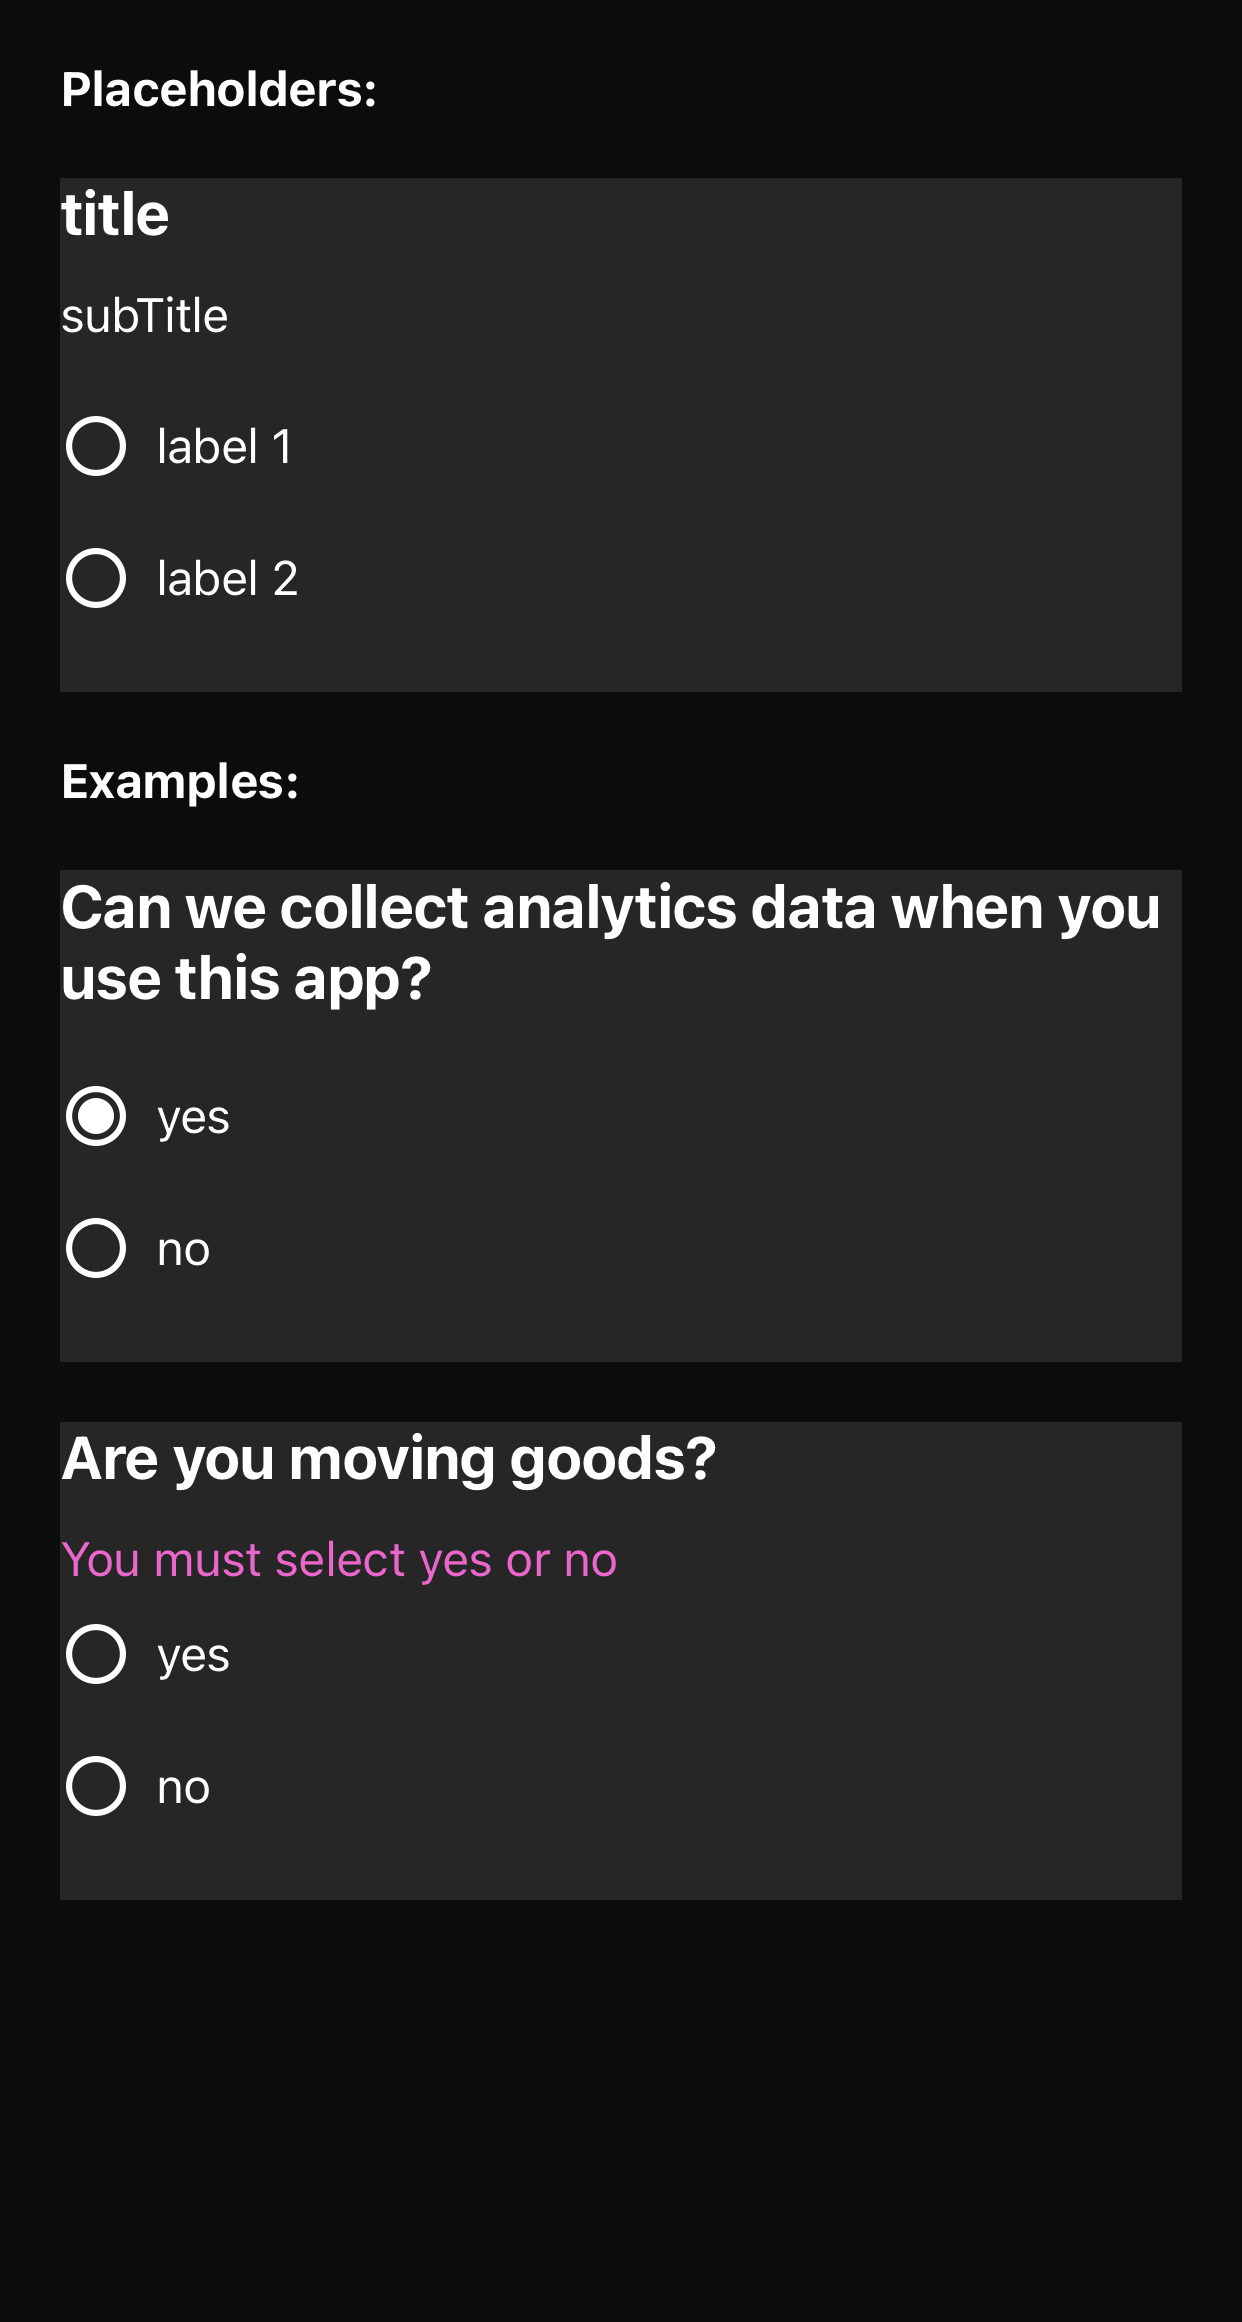 Placeholders:
title
subTitle
label 1
label 2
Examples:
Can we collect analytics data when you
use this app?
yes
no
Are you moving goods?
You must select yes or no
yes
no